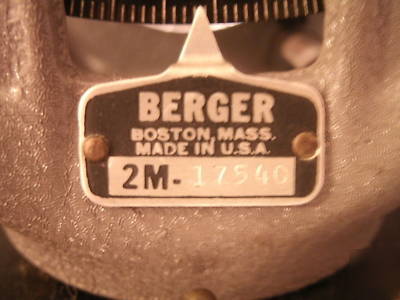 BERGER
BOSTON, MASS.
MADE IN U.S.A.
2M-17540